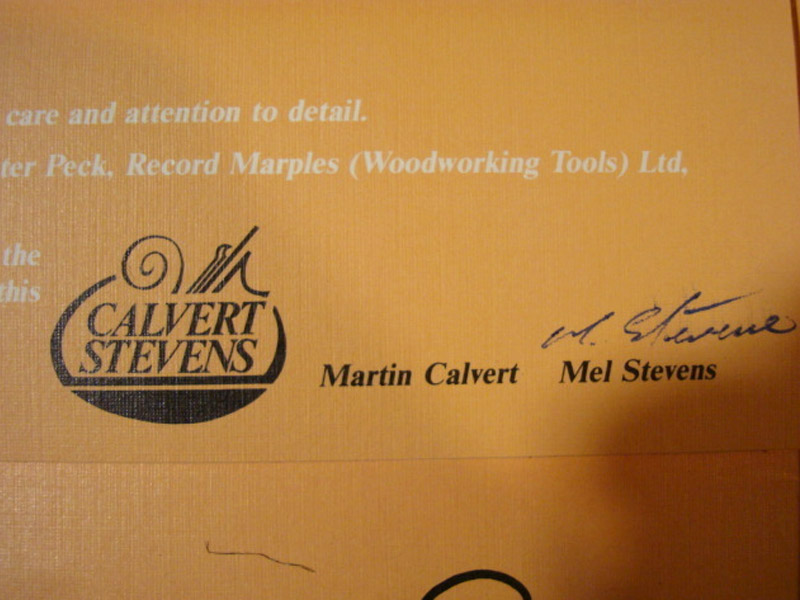 care and attention to detail.
ter Peck, Record Marples (Woodworking Tools) Ltd,
the
this
CALVERT
STEVENS
M. Stevens
Martin Calvert Mel Stevens